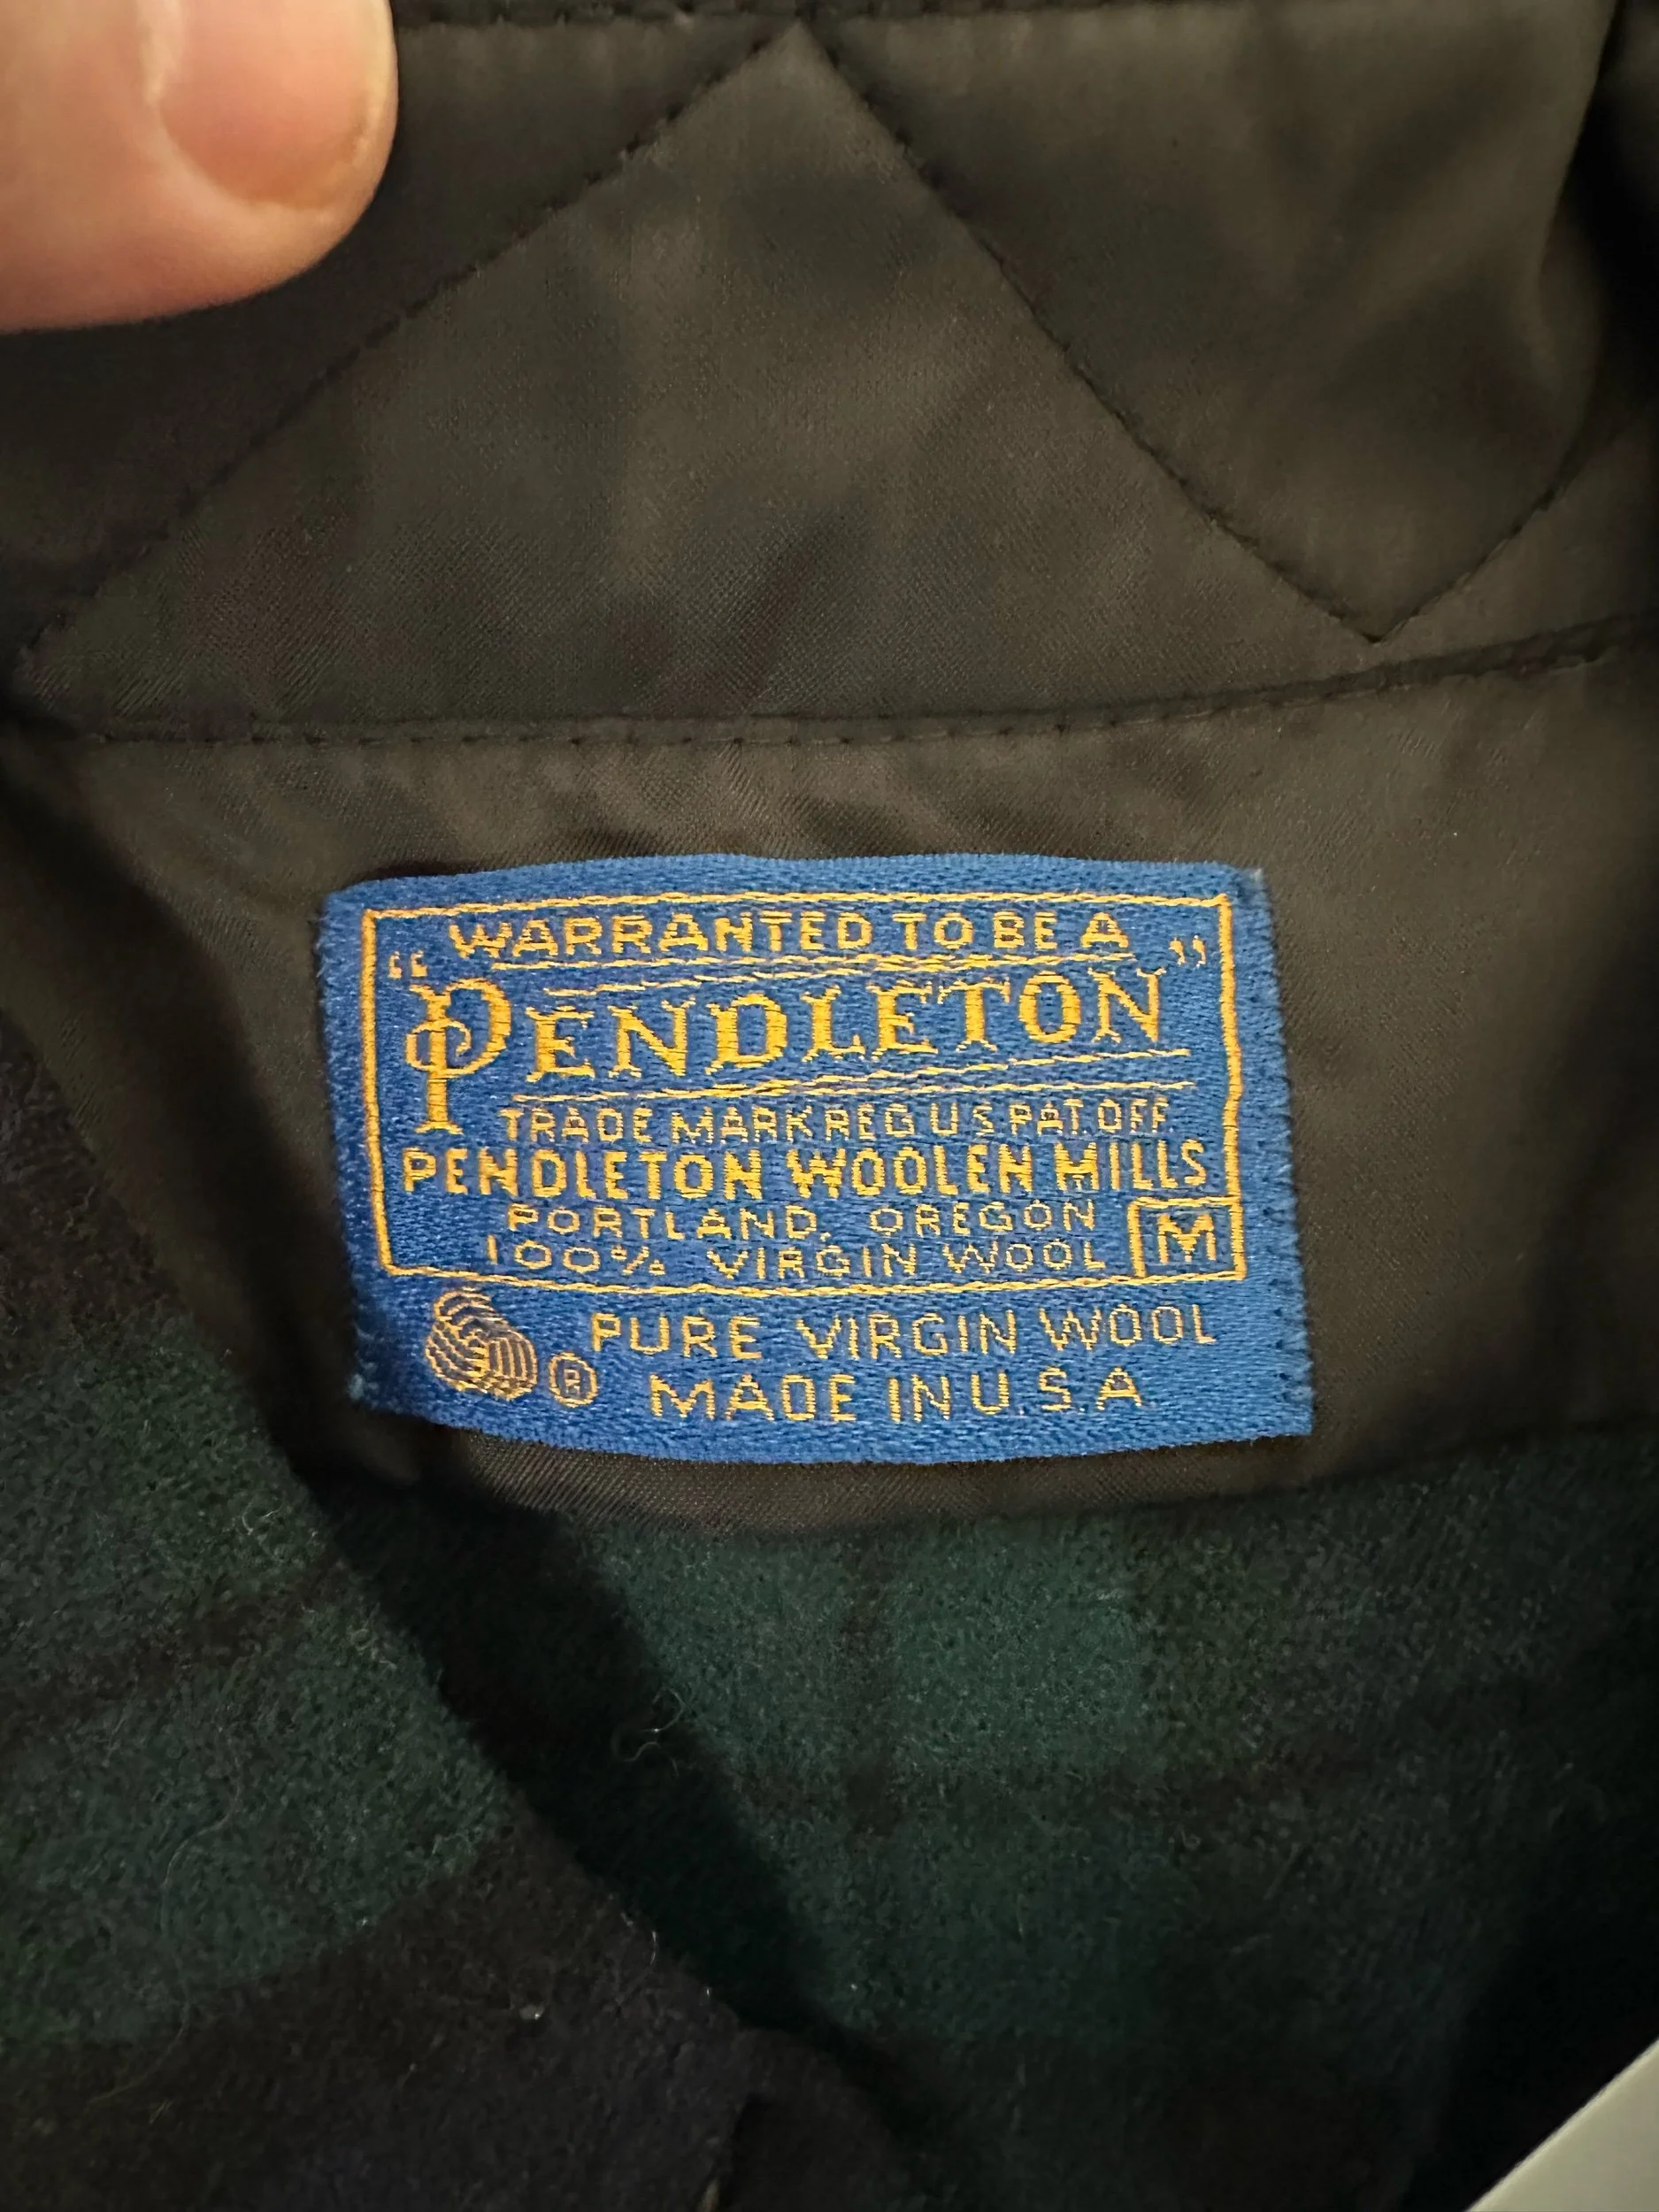 WARRANTED TO BE A
"PENDLETON"
TRADE MARK REG U S PAT. OFF.
PENDLETON WOOLEN MILLS
PORTLAND, OREGON
100% VIRGIN WOOL M
® PURE VIRGIN WOOL
MADE IN U.S.A.